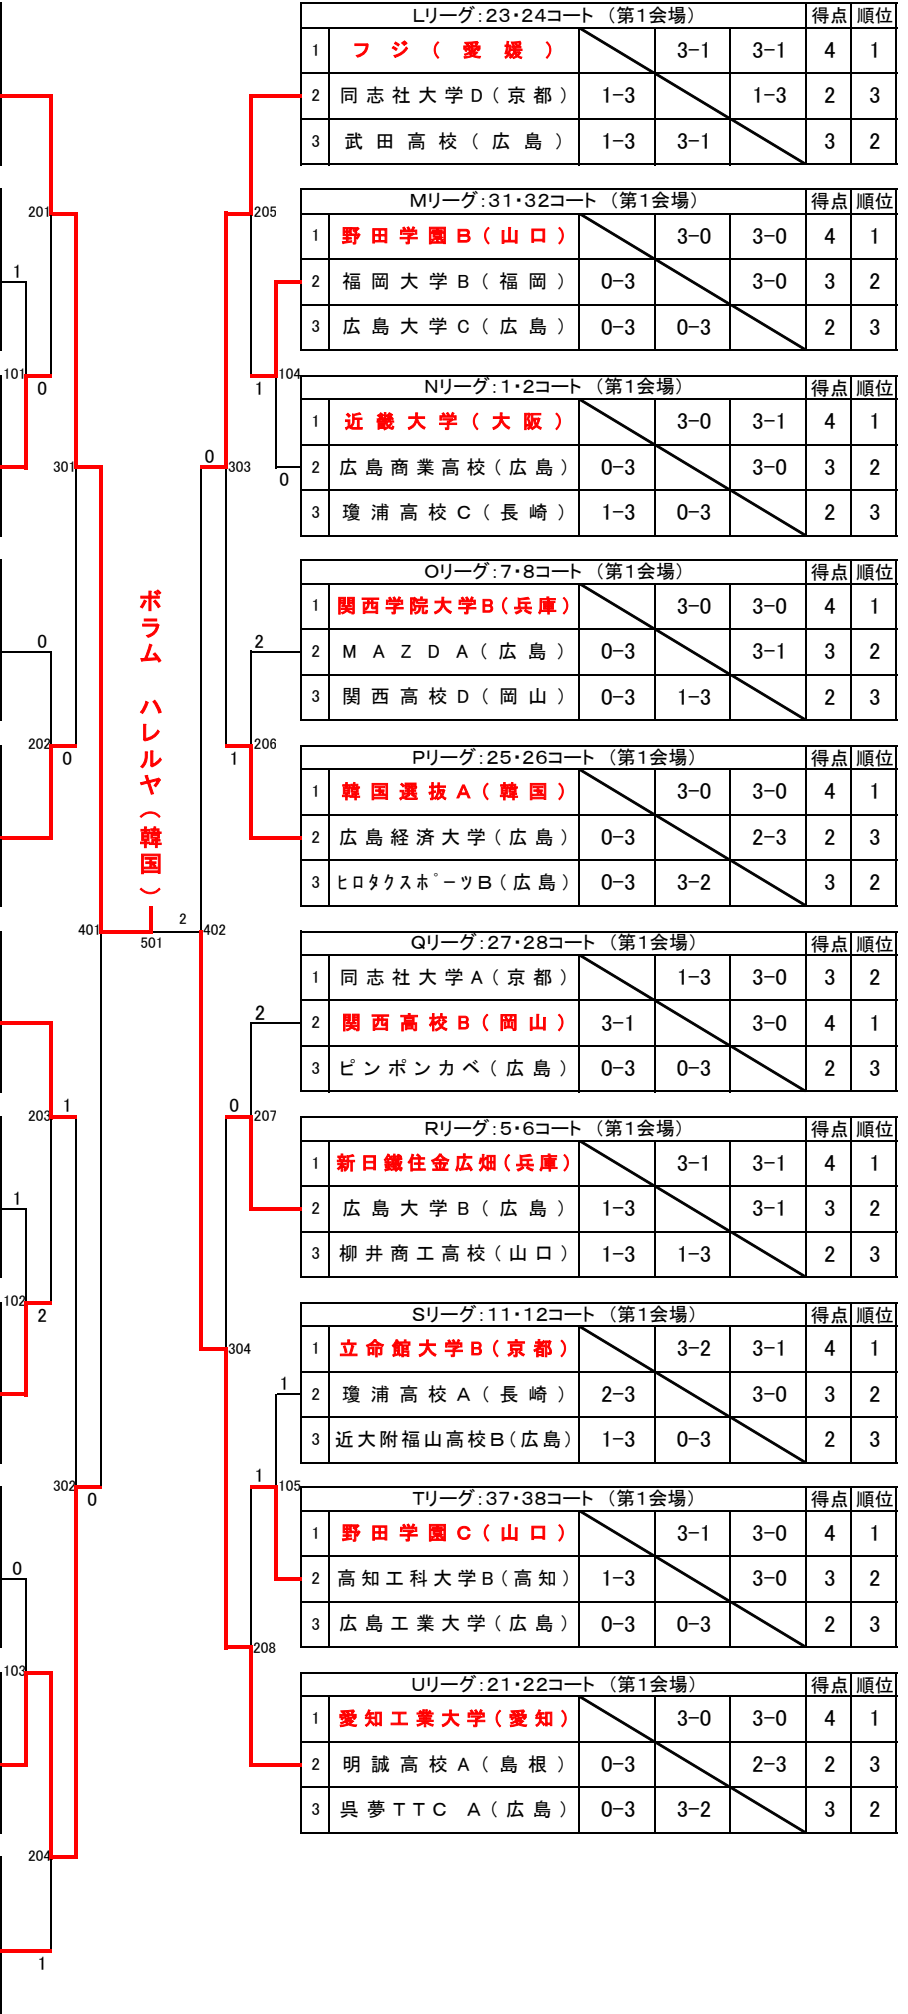 Lリーグ:23・24コート （第1会場） 得点 順位
1 フジ(愛媛) 3-1 3-1 4 1
2 同志社大学D(京都) 1-3 1-3 2 3
3 武田高校(広島) 1-3 3-1 3 2
Mリーグ:31・32コート （第1会場） 得点 順位
1 野田学園B(山口) 3-0 3-0 4 1
2 福岡大学B(福岡) 0-3 3-0 3 2
3 広島大学C(広島) 0-3 0-3 2 3
Nリーグ:1・2コート （第1会場） 得点 順位
1 近畿大学(大阪) 3-0 3-1 4 1
2 広島商業高校(広島) 0-3 3-0 3 2
3 瓊浦高校C(長崎) 1-3 0-3 2 3
Oリーグ:7・8コート （第1会場） 得点 順位
1 関西学院大学B(兵庫) 3-0 3-0 4 1
2 MAZDA(広島) 0-3 3-1 3 2
3 関西高校D(岡山) 0-3 1-3 2 3
Pリーグ:25・26コート （第1会場） 得点 順位
1 韓国選抜A(韓国) 3-0 3-0 4 1
2 広島経済大学(広島) 0-3 2-3 2 3
3 ﾋﾛﾀｸｽﾎﾟｰﾂB(広島) 0-3 3-2 3 2
Qリーグ:27・28コート （第1会場） 得点 順位
1 同志社大学A(京都) 1-3 3-0 3 2
2 関西高校B(岡山) 3-1 3-0 4 1
3 ピンポンカベ(広島) 0-3 0-3 2 3
Rリーグ:5・6コート （第1会場） 得点 順位
1 新日鐵住金広畑(兵庫) 3-1 3-1 4 1
2 広島大学B(広島) 1-3 3-1 3 2
3 柳井商工高校(山口) 1-3 1-3 2 3
Sリーグ:11・12コート （第1会場） 得点 順位
1 立命館大学B(京都) 3-2 3-1 4 1
2 瓊浦高校A(長崎) 2-3 3-0 3 2
3 近大附福山高校B(広島) 1-3 0-3 2 3
Tリーグ:37・38コート （第1会場） 得点 順位
1 野田学園C(山口) 3-1 3-0 4 1
2 高知工科大学B(高知) 1-3 3-0 3 2
3 広島工業大学(広島) 0-3 0-3 2 3
Uリーグ:21・22コート （第1会場） 得点 順位
1 愛知工業大学(愛知) 3-0 3-0 4 1
2 明誠高校A(島根) 0-3 2-3 2 3
3 呉夢TTC A(広島) 0-3 3-2 3 2
ボラム ハレルヤ(韓国)
201
1
101
0
301
0
202
0
401
501
2
203
1
1
102
2
302
0
0
103
204
1
205
104
1
0
0
303
2
206
1
402
2
0
207
304
1
1
105
208